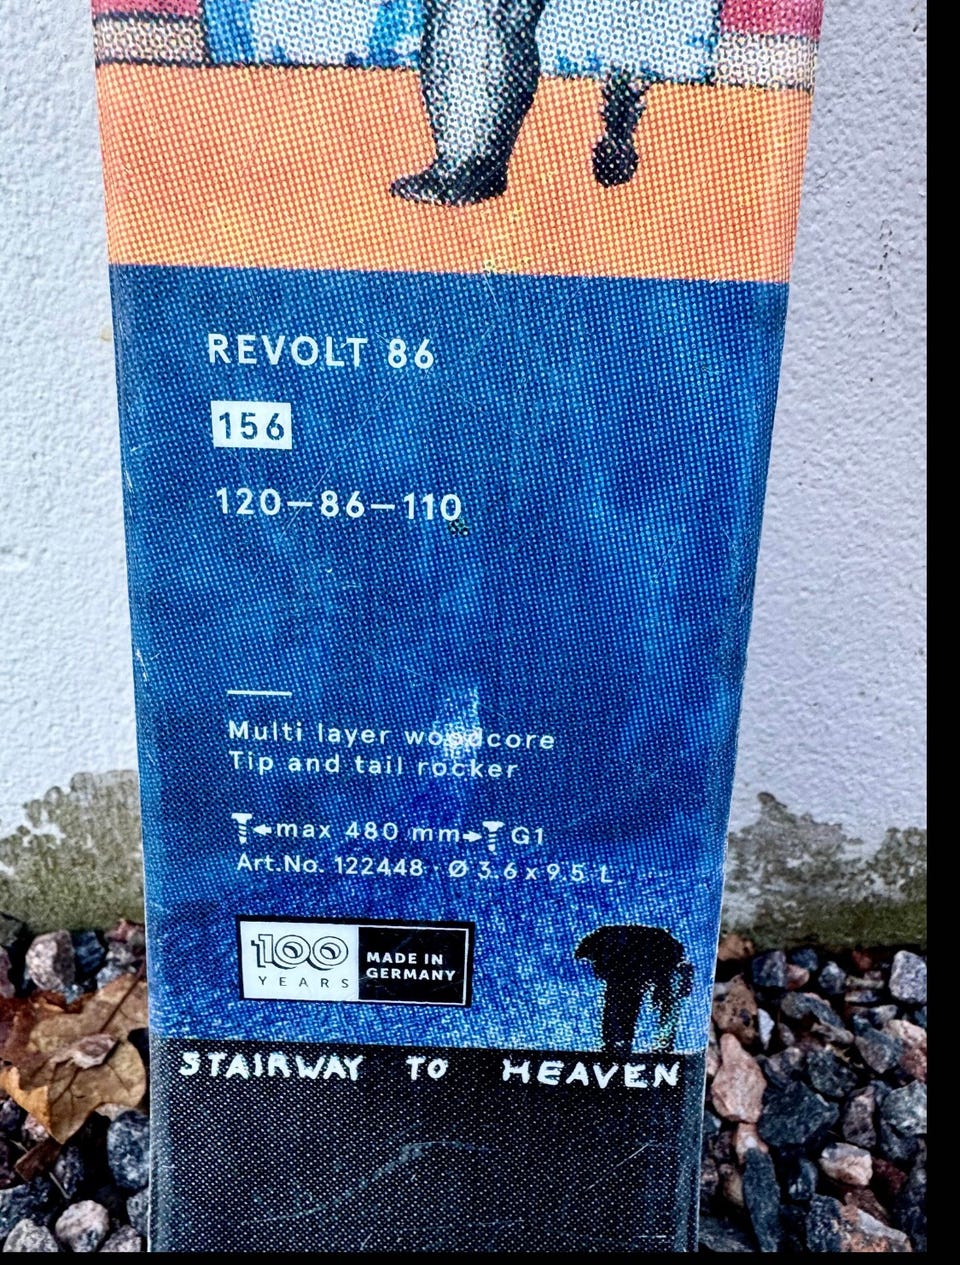 REVOLT 86
156
120–86–110
Multi layer woodcore
Tip and tail rocker
max 480 mm G1
Art.No. 122448 · Ø 3.6 x 9.5 L
100
YEARS
MADE IN
GERMANY
STAIRWAY TO HEAVEN